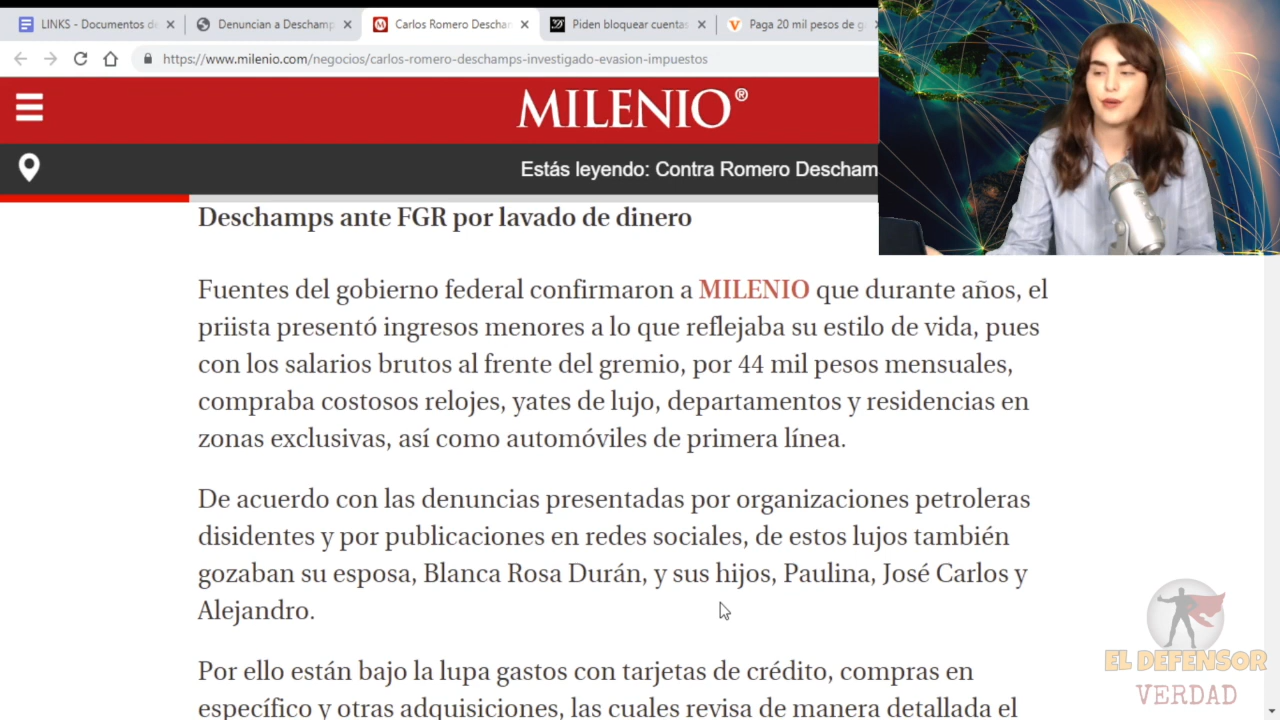 LINKS - Documentos de
Denuncian a Deschamp
Carlos Romero Descham
Piden bloquear cuentas
Paga 20 mil pesos de g
https://www.milenio.com/negocios/carlos-romero-deschamps-investigado-evasion-impuestos
MILENIO®
Estás leyendo: Contra Romero Descham
Deschamps ante FGR por lavado de dinero
Fuentes del gobierno federal confirmaron a MILENIO que durante años, el
priista presentó ingresos menores a lo que reflejaba su estilo de vida, pues
con los salarios brutos al frente del gremio, por 44 mil pesos mensuales,
compraba costosos relojes, yates de lujo, departamentos y residencias en
zonas exclusivas, así como automóviles de primera línea.
De acuerdo con las denuncias presentadas por organizaciones petroleras
disidentes y por publicaciones en redes sociales, de estos lujos también
gozaban su esposa, Blanca Rosa Durán, y sus hijos, Paulina, José Carlos y
Alejandro.
Por ello están bajo la lupa gastos con tarjetas de crédito, compras en
específico y otras adquisiciones, las cuales revisa de manera detallada el
EL DEFENSOR
VERDAD